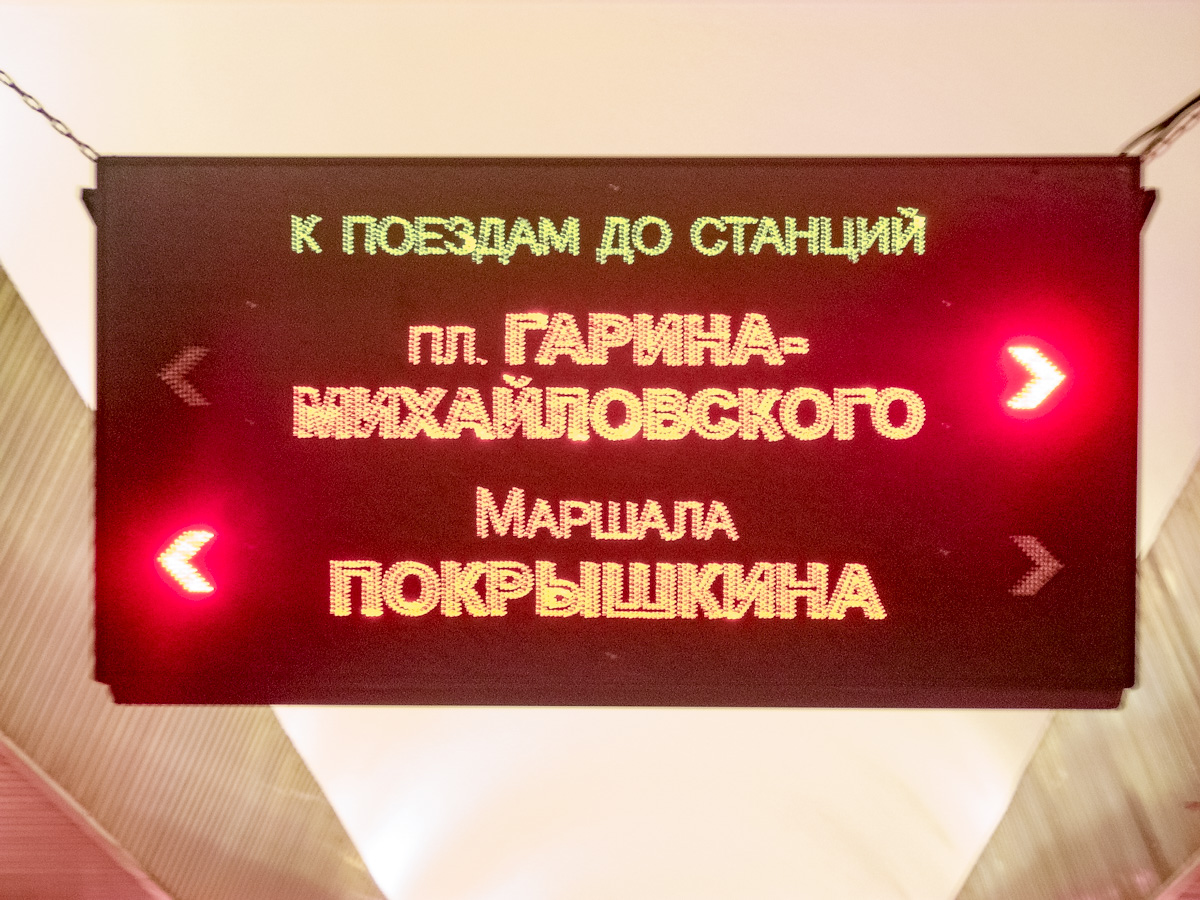 К ПОЕЗДАМ ДО СТАНЦИЙ
ПЛ. ГАРИНА-
МИХАЙЛОВСКОГО
МАРШАЛА
ПОКРЫШКИНА